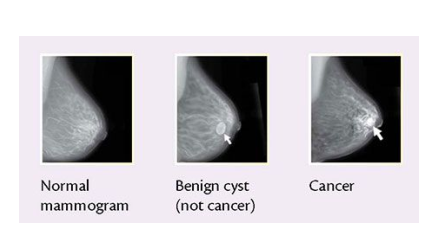 Normal
mammogram
Benign cyst
(not cancer)
Cancer